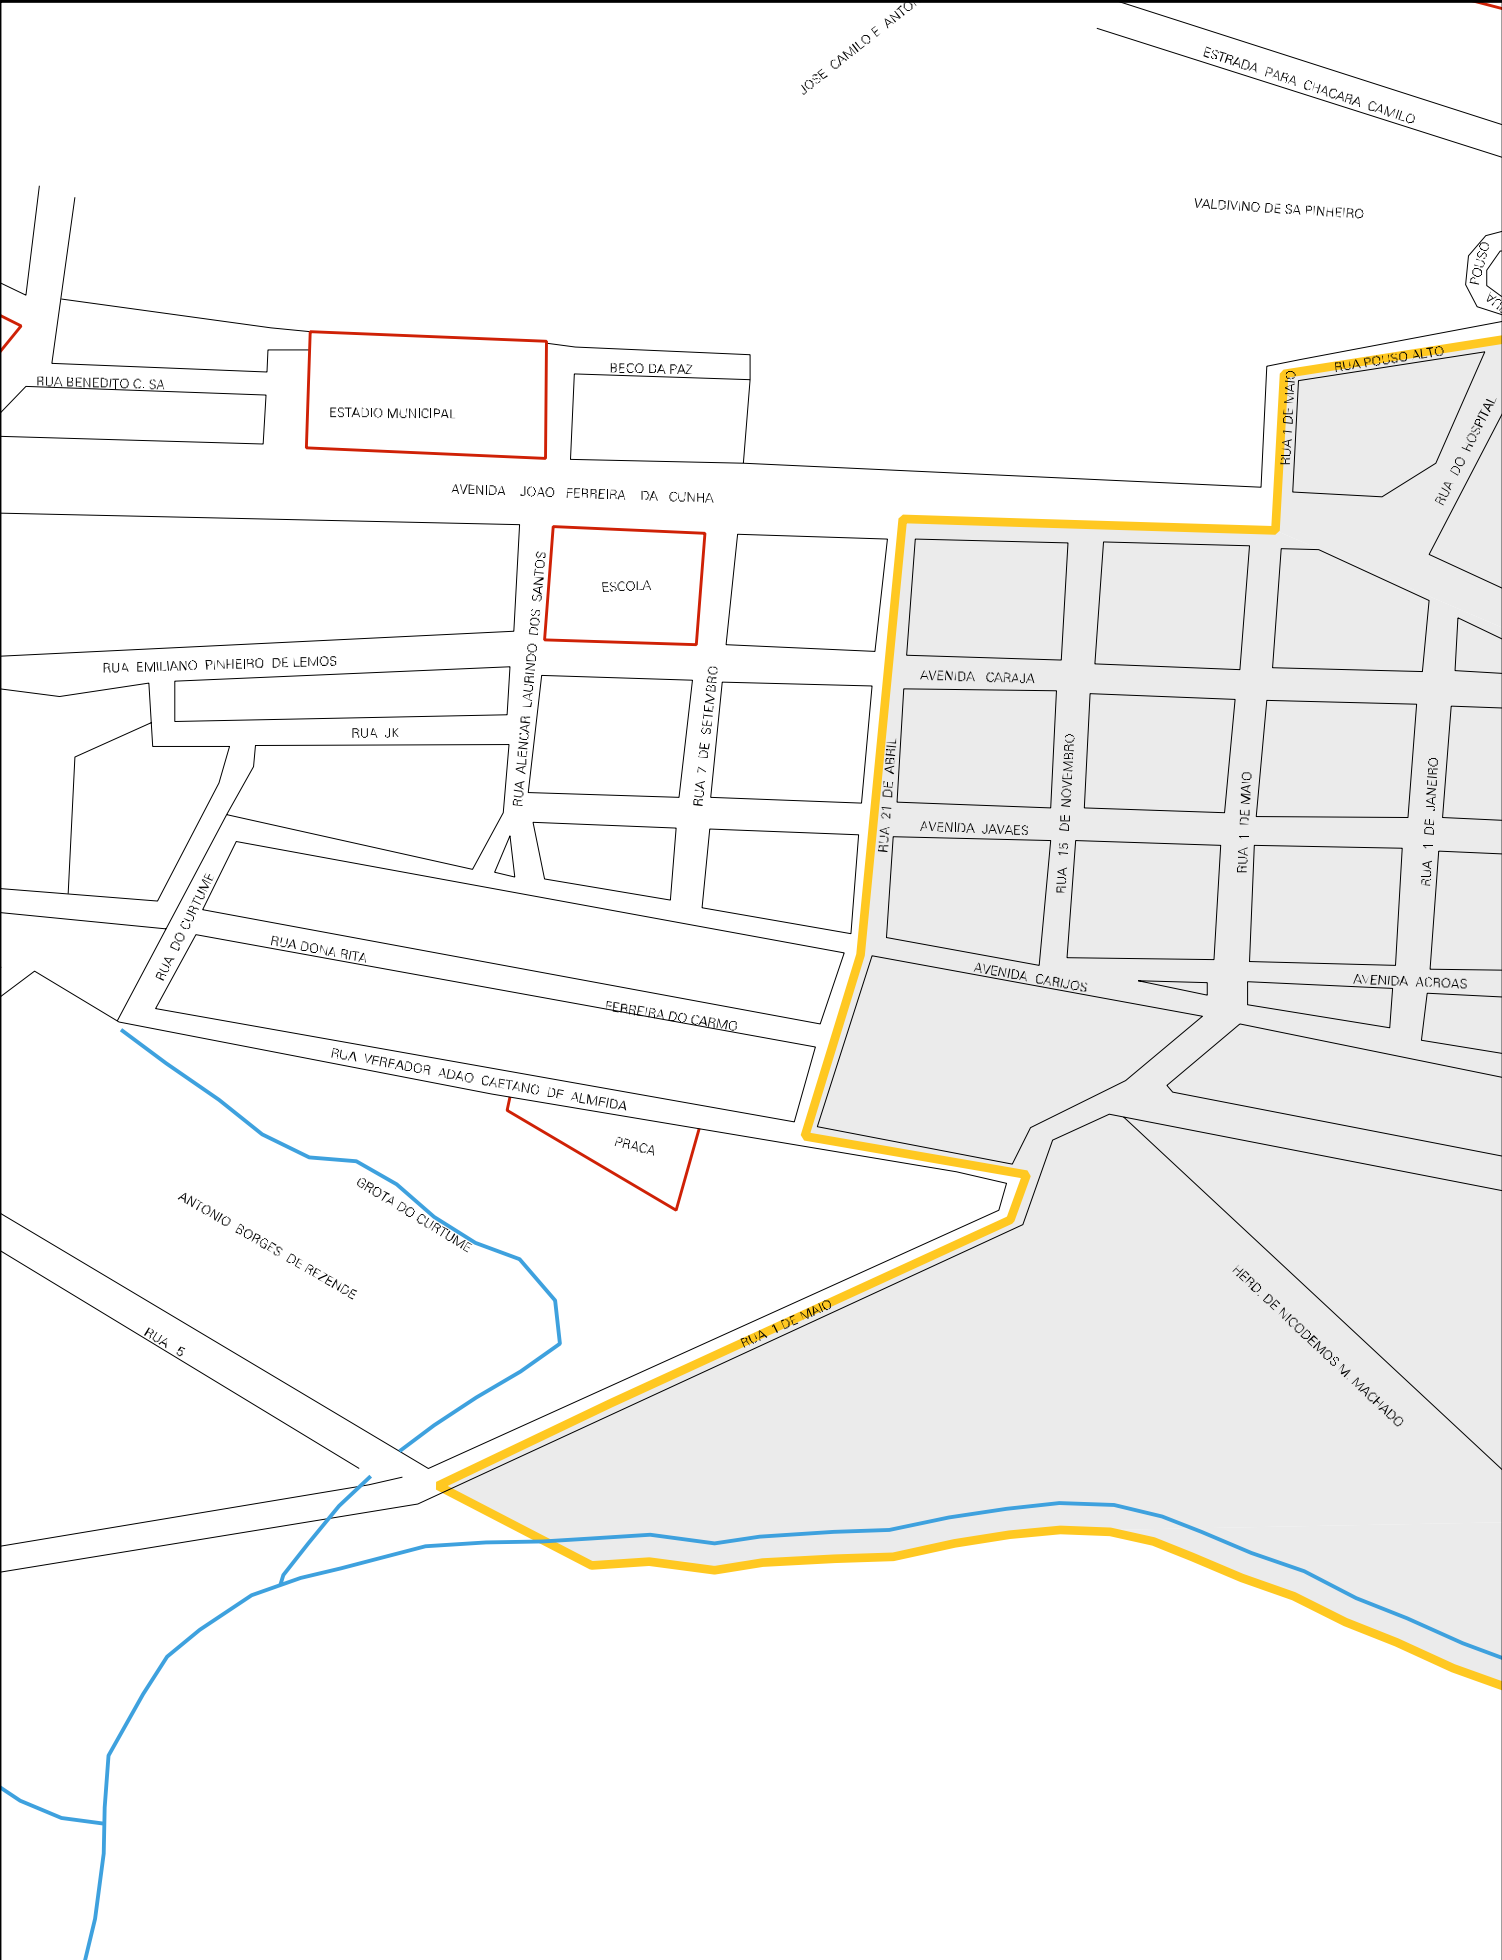 JOSE CAMILO E
ESTRADA PARA CHACARA CAMILO
VALDIVINO DE SA PINHEIRO
POUSO
RUA
RUA POUSO ALTO
BECO DA PAZ
RUA BENEDITO C. SA
ESTADIO MUNICIPAL
RUA 1 DE MAIO
RUA DO HOSPITAL
AVENIDA JOAO FERREIRA DA CUNHA
ESCOLA
RUA ALENCAR LAURINDO DOS SANTOS
RUA EMILIANO PINHEIRO DE LEMOS
AVENIDA CARAJA
RUA JK
RUA 7 DE SETEMBRO
RUA 21 DE ABRIL
RUA 15 DE NOVEMBRO
RUA 1 DE MAIO
RUA 1 DE JANEIRO
AVENIDA JAVAES
RUA DO CURTUME
RUA DONA RITA
AVENIDA CARIJOS
AVENIDA ACROAS
FERREIRA DO CARMO
RUA VEREADOR ADAO CAETANO DE ALMEIDA
PRACA
GROTA DO CURTUME
ANTONIO BORGES DE REZENDE
RUA 1 DE MAIO
RUA 5
HERD. DE NICODEMOS M. MACHADO